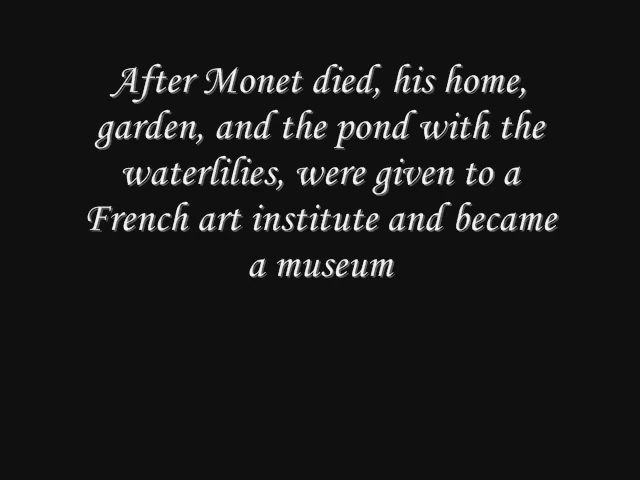 After Monet died, his home,
garden, and the pond with the
waterlilies, were given to a
French art institute and became
a museum